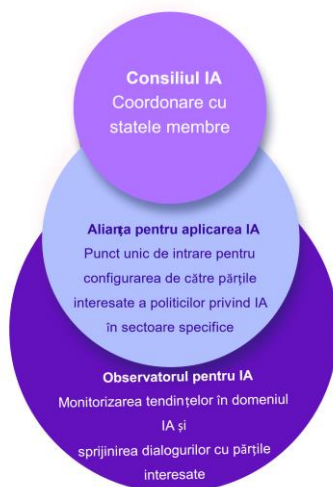 Consiliul IA
Coordonare cu
statele membre
Alianța pentru aplicarea IA
Punct unic de intrare pentru
configurarea de către părțile
interesate a politicilor privind IA
în sectoare specifice
Observatorul pentru IA
Monitorizarea tendințelor în domeniul
IA și
sprijinirea dialogurilor cu părțile
interesate